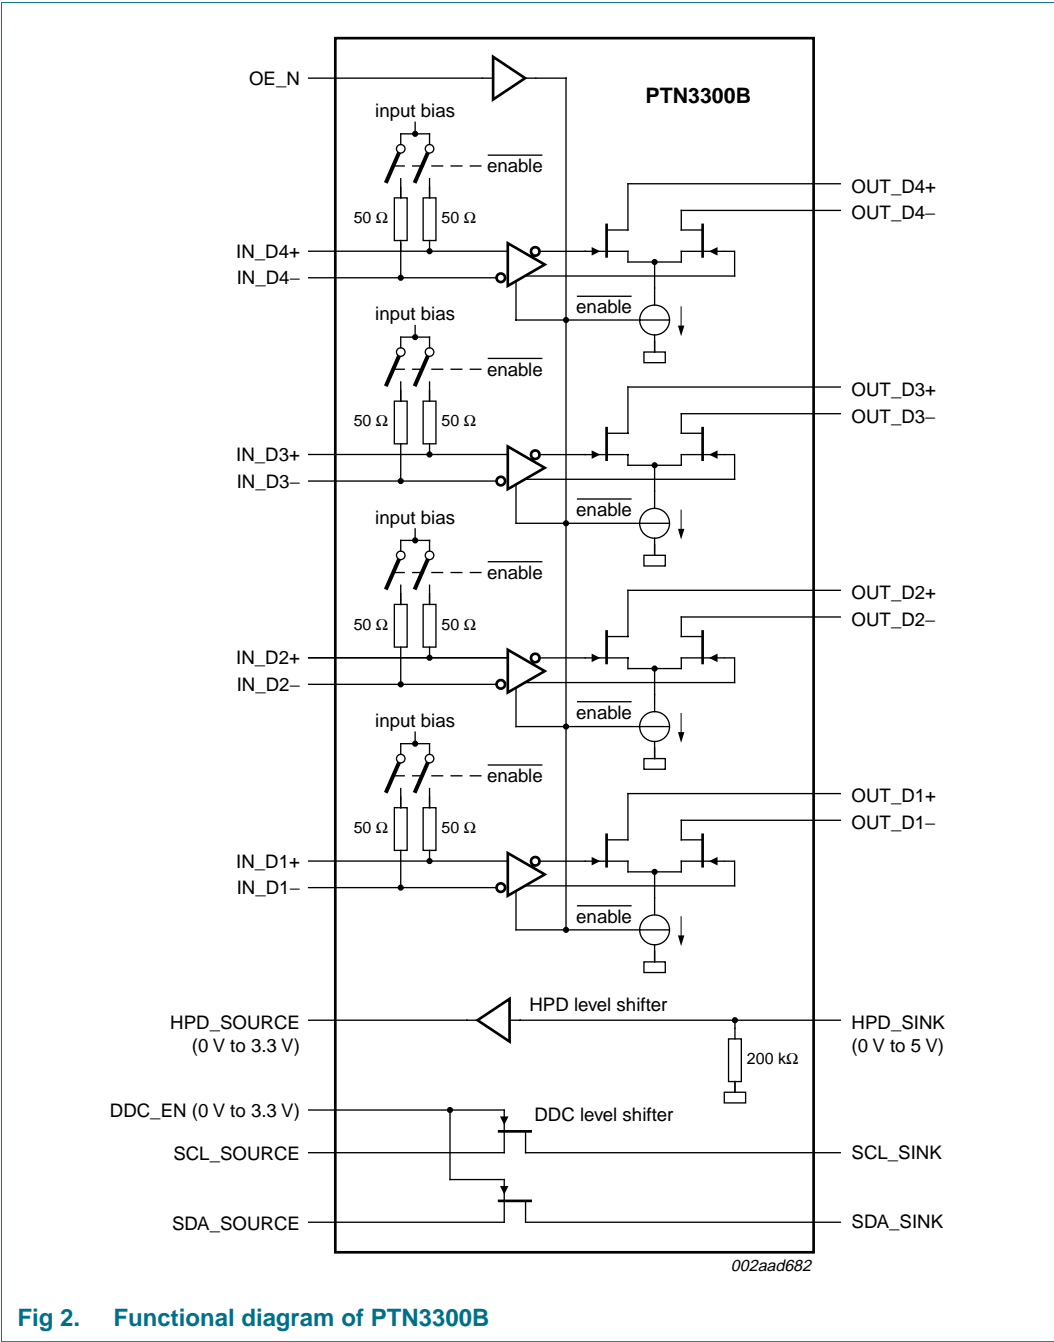 OE_N
PTN3300B
input bias
enable
OUT_D4+
50 Ω 50 Ω
OUT_D4−
IN_D4+
IN_D4−
enable
input bias
enable
OUT_D3+
50 Ω 50 Ω
OUT_D3−
IN_D3+
IN_D3−
enable
input bias
enable
OUT_D2+
50 Ω 50 Ω
OUT_D2−
IN_D2+
IN_D2−
enable
input bias
enable
OUT_D1+
50 Ω 50 Ω
OUT_D1−
IN_D1+
IN_D1−
enable
HPD level shifter
HPD_SOURCE
(0 V to 3.3 V)
HPD_SINK
(0 V to 5 V)
200 kΩ
DDC_EN (0 V to 3.3 V)
DDC level shifter
SCL_SOURCE
SCL_SINK
SDA_SOURCE
SDA_SINK
002aad682
Fig 2. Functional diagram of PTN3300B